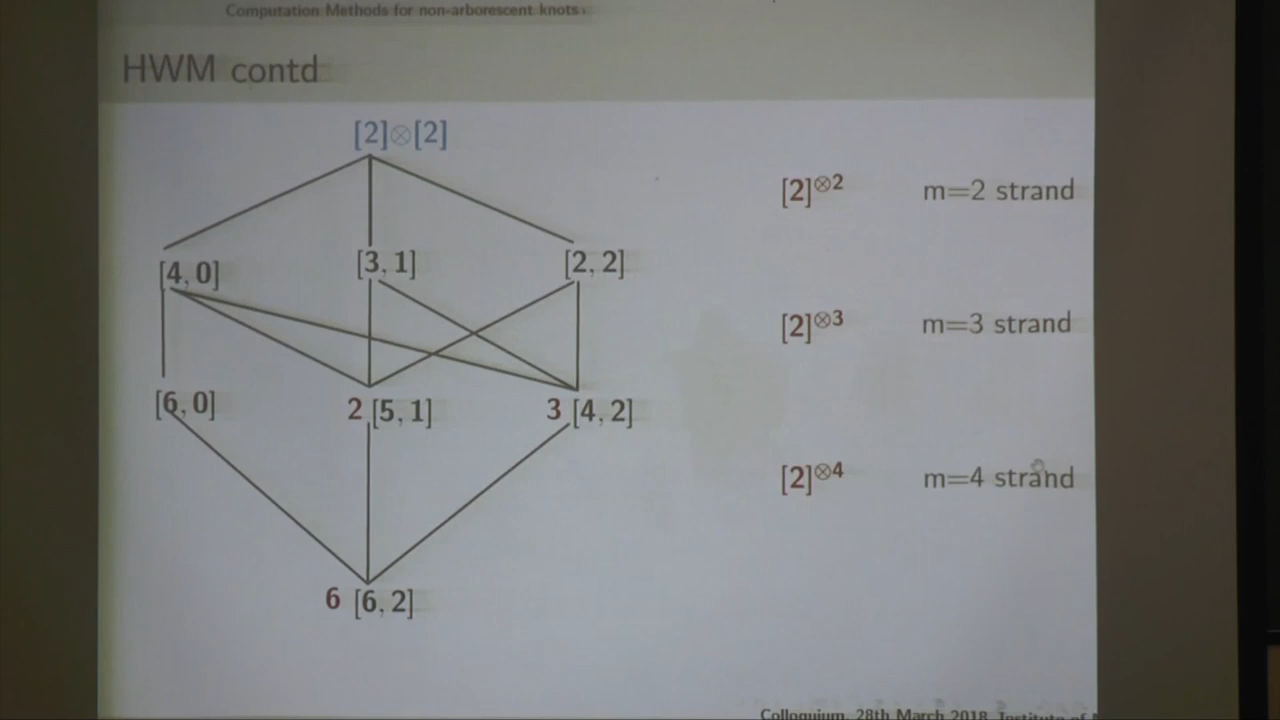 Computation Methods for non-arborescent knots
HWM contd
[2]⊗[2]
[2]⊗2 m=2 strand
[4, 0] [3, 1] [2, 2]
[2]⊗3 m=3 strand
[6, 0] 2 [5, 1] 3 [4, 2]
[2]⊗4 m=4 strand
6 [6, 2]
Colloquium, 28th March 2018, Institute of